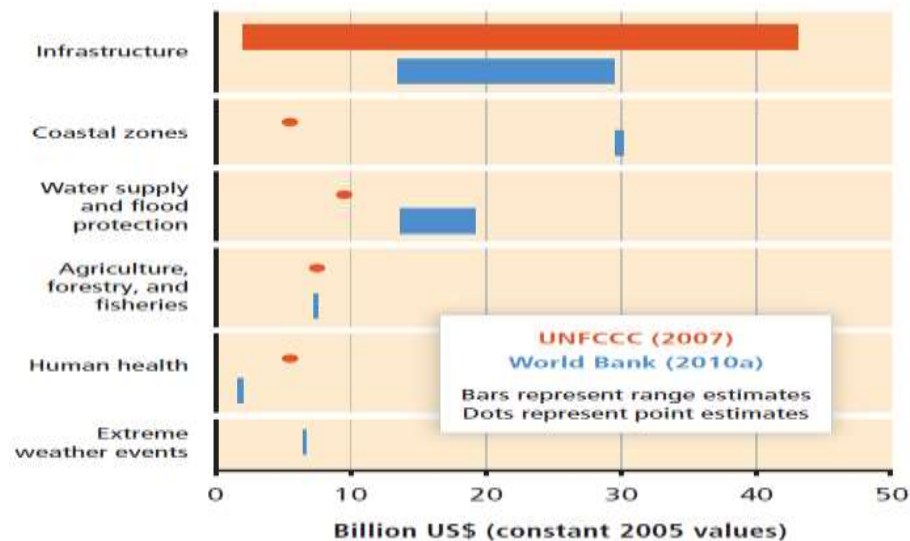 Infrastructure
Coastal zones
Water supply
and flood
protection
Agriculture,
forestry, and
fisheries
Human health
Extreme
weather events
UNFCCC (2007)
World Bank (2010a)
Bars represent range estimates
Dots represent point estimates
0 10 20 30 40 50
Billion US$ (constant 2005 values)